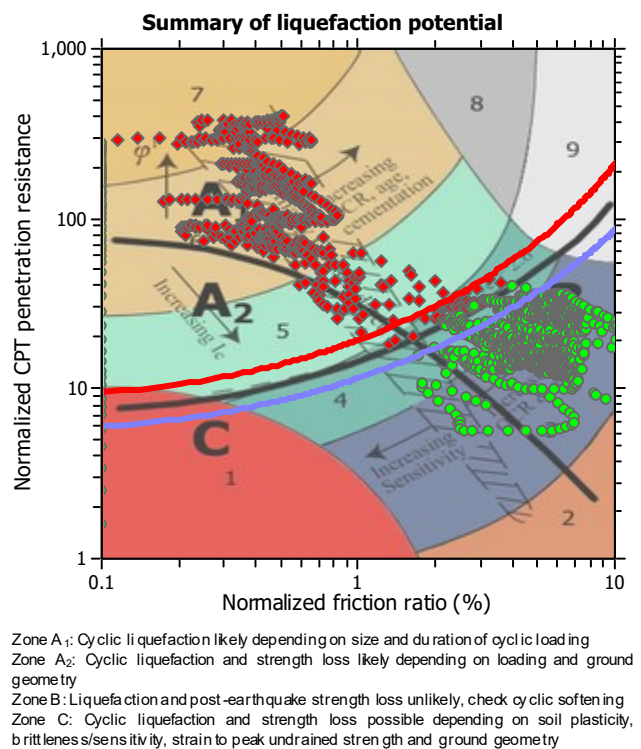 Summary of liquefaction potential
1,000
7
8
9
φ'
A1
Increasing
OCR, age,
cementation
100
Normalized CPT penetration resistance
A2
Increasing Ic
5
B
10
4
C
1
Increasing
Sensitivity
2
1
0.1
1
10
Normalized friction ratio (%)
Zone A1: Cyclic liquefaction likely depending on size and duration of cyclic loading
Zone A2: Cyclic liquefaction and strength loss likely depending on loading and ground
geometry
Zone B: Liquefaction and post-earthquake strength loss unlikely, check cyclic softening
Zone C: Cyclic liquefaction and strength loss possible depending on soil plasticity,
brittleness/sensitivity, strain to peak undrained strength and ground geometry